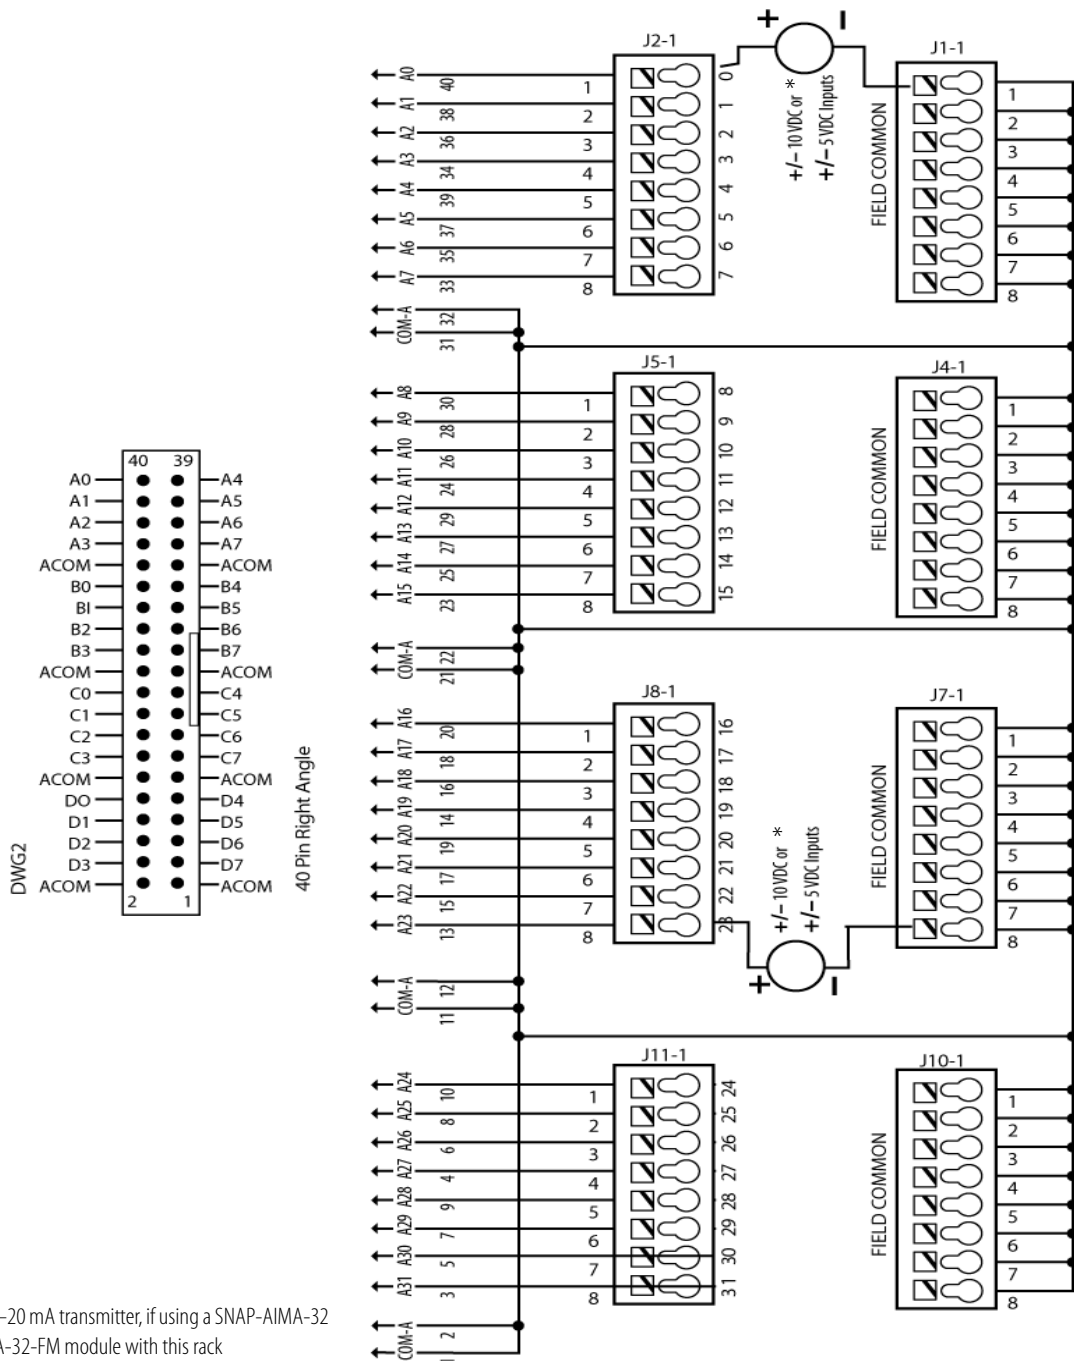 J2-1
J1-1
+ −
+/− 10 VDC or *
+/− 5 VDC Inputs
FIELD COMMON
A0 40 1 0
A1 38 2 1
A2 36 3 2
A3 34 4 3
A4 39 5 4
A5 37 6 5
A6 35 7 6
A7 33 8 7
1
2
3
4
5
6
7
8
COM-A 32
31
J5-1
J4-1
FIELD COMMON
A8 30 1 8
A9 28 2 9
A10 26 3 10
A11 24 4 11
A12 29 5 12
A13 27 6 13
A14 25 7 14
A15 23 8 15
1
2
3
4
5
6
7
8
COM-A 22
21
J8-1
J7-1
FIELD COMMON
A16 20 1 16
A17 18 2 17
A18 16 3 18
A19 14 4 19
A20 19 5 20
A21 17 6 21
A22 15 7 22
A23 13 8 23
1
2
3
4
5
6
7
8
+/− 10 VDC or *
+/− 5 VDC Inputs
+ −
COM-A 12
11
J11-1
J10-1
FIELD COMMON
A24 10 1 24
A25 8 2 25
A26 6 3 26
A27 4 4 27
A28 9 5 28
A29 7 6 29
A30 5 7 30
A31 3 8 31
1
2
3
4
5
6
7
8
COM-A 2
DWG2
40 39
A0 A4
A1 A5
A2 A6
A3 A7
ACOM ACOM
B0 B4
BI B5
B2 B6
B3 B7
ACOM ACOM
C0 C4
C1 C5
C2 C6
C3 C7
ACOM ACOM
DO D4
D1 D5
D2 D6
D3 D7
ACOM ACOM
2 1
40 Pin Right Angle
–20 mA transmitter, if using a SNAP-AIMA-32
A-32-FM module with this rack